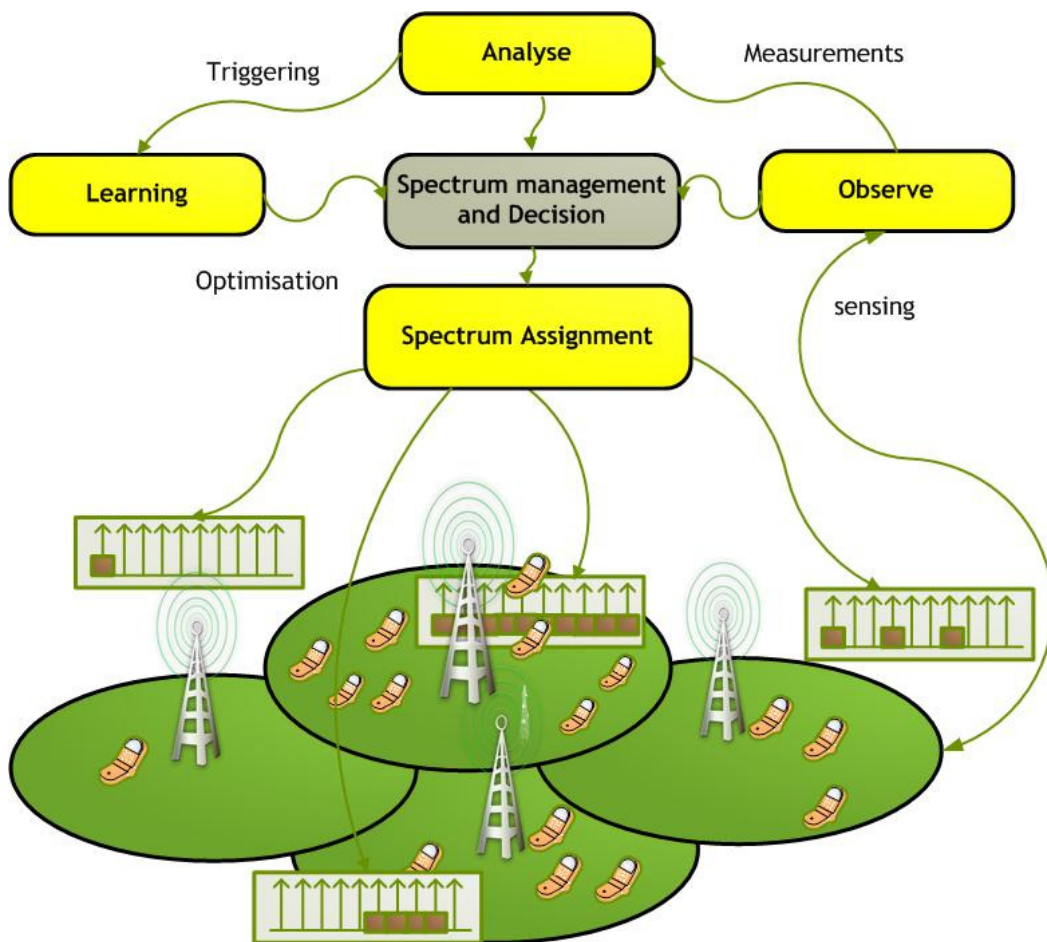 Analyse
Measurements
Triggering
Learning
Spectrum management
and Decision
Observe
Optimisation
sensing
Spectrum Assignment